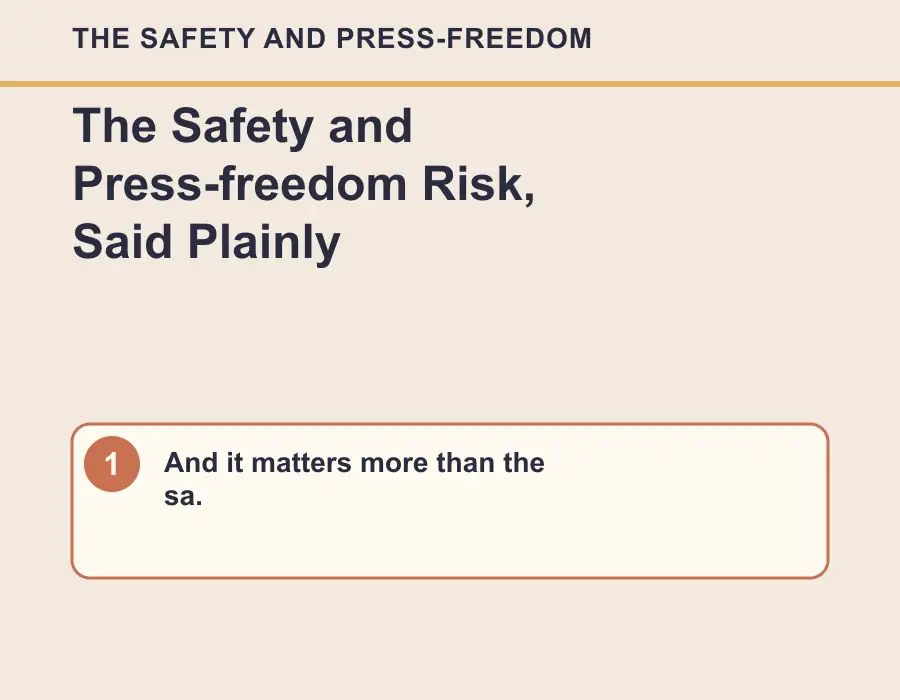 THE SAFETY AND PRESS-FREEDOM
The Safety and
Press-freedom Risk,
Said Plainly
1
And it matters more than the
sa.